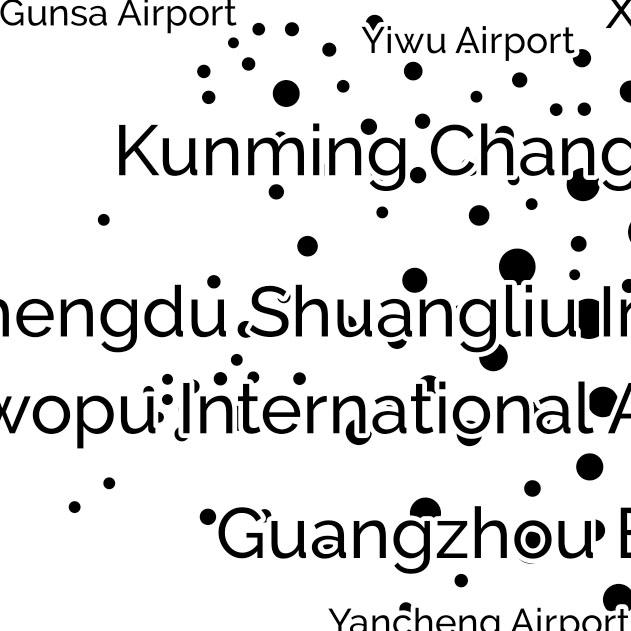 Gunsa Airport
X
Yiwu Airport
Kunming Chang
hengdu Shuangliu In
wopu International A
Guangzhou B
Yancheng Airport